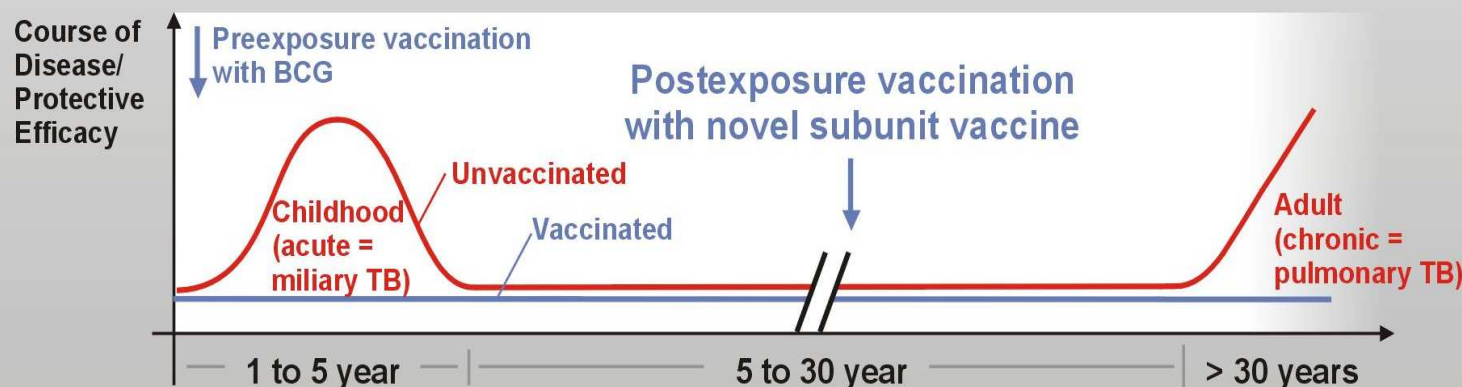 Course of
Disease/
Protective
Efficacy
Preexposure vaccination
with BCG
Postexposure vaccination
with novel subunit vaccine
Unvaccinated
Vaccinated
Childhood
(acute =
miliary TB)
Adult
(chronic =
pulmonary TB)
1 to 5 year
5 to 30 year
> 30 years